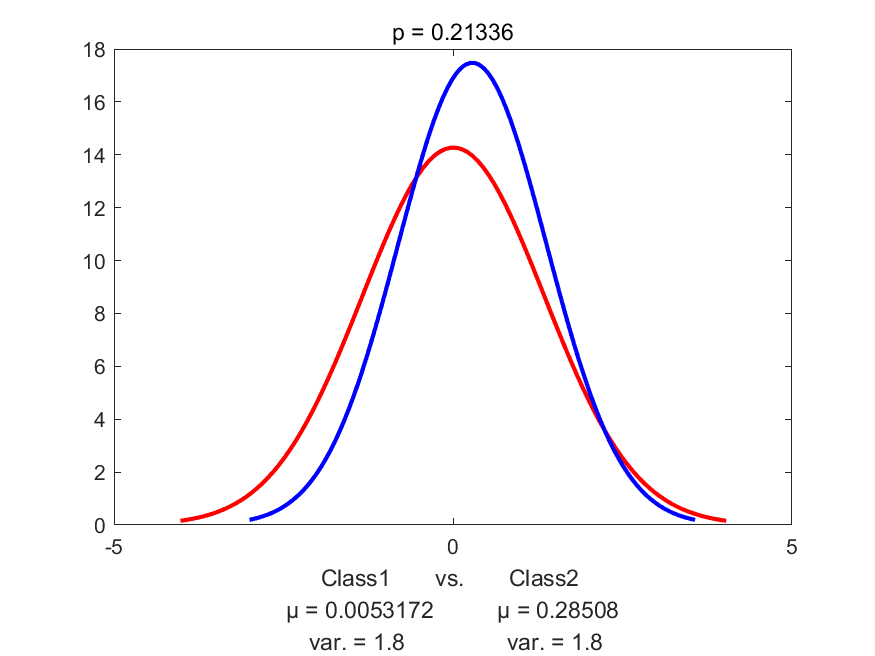 p = 0.21336
18
16
14
12
10
8
6
4
2
0
-5 0 5
Class1 vs. Class2
μ = 0.0053172 μ = 0.28508
var. = 1.8 var. = 1.8